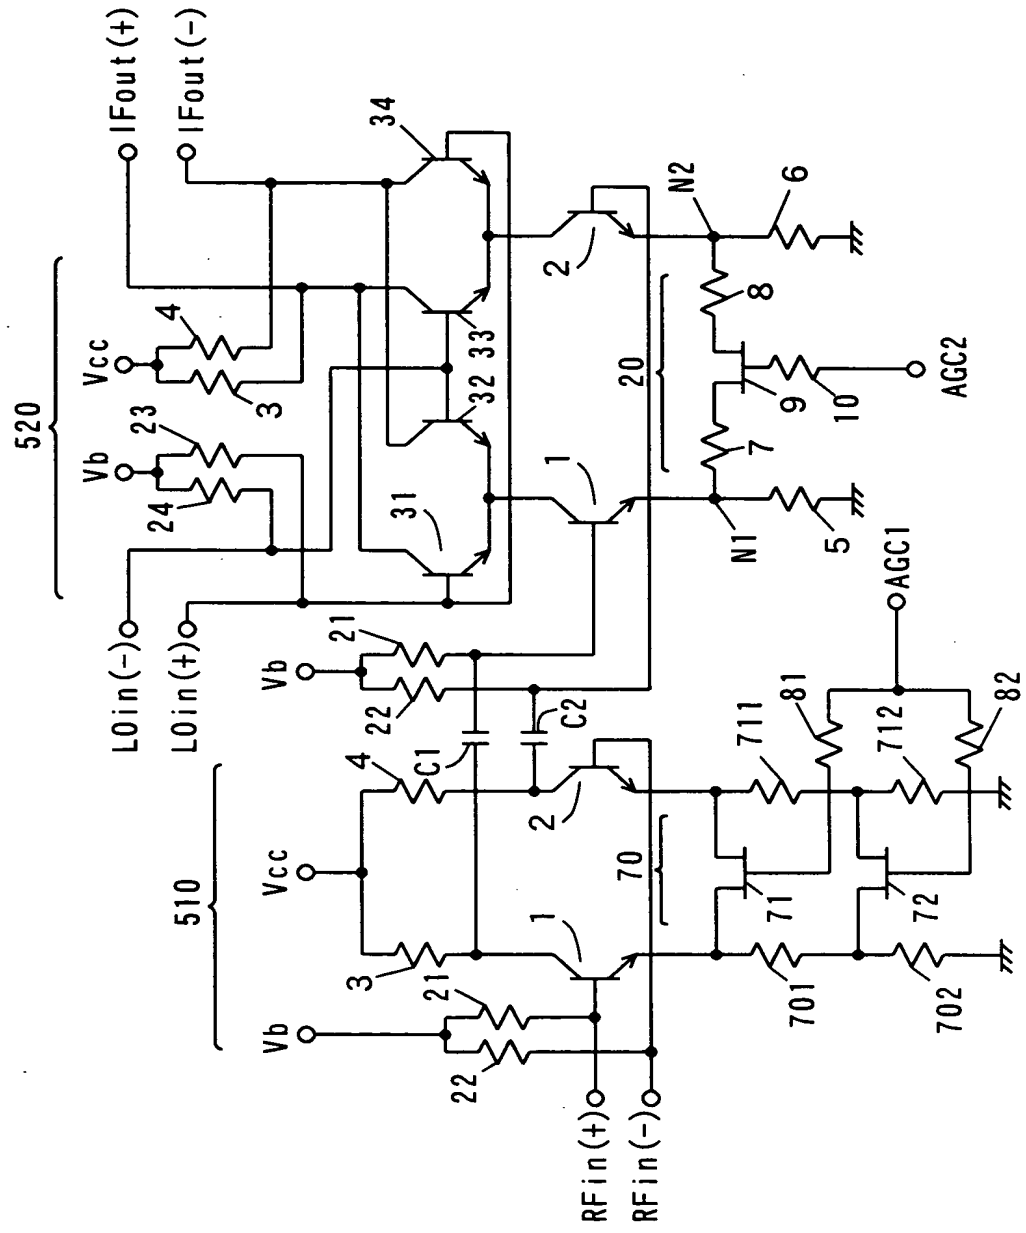 510
520
Vb
Vcc
Vb
Vb
Vcc
LOin(-)
LOin(+)
IFout(+)
IFout(-)
24
23
3
4
31
32
33
34
22
21
3
4
C1
C2
22
21
1
2
1
2
RFin(+)
RFin(-)
70
20
N1
N2
7
8
9
10
5
6
AGC2
71
72
701
702
711
712
81
82
AGC1